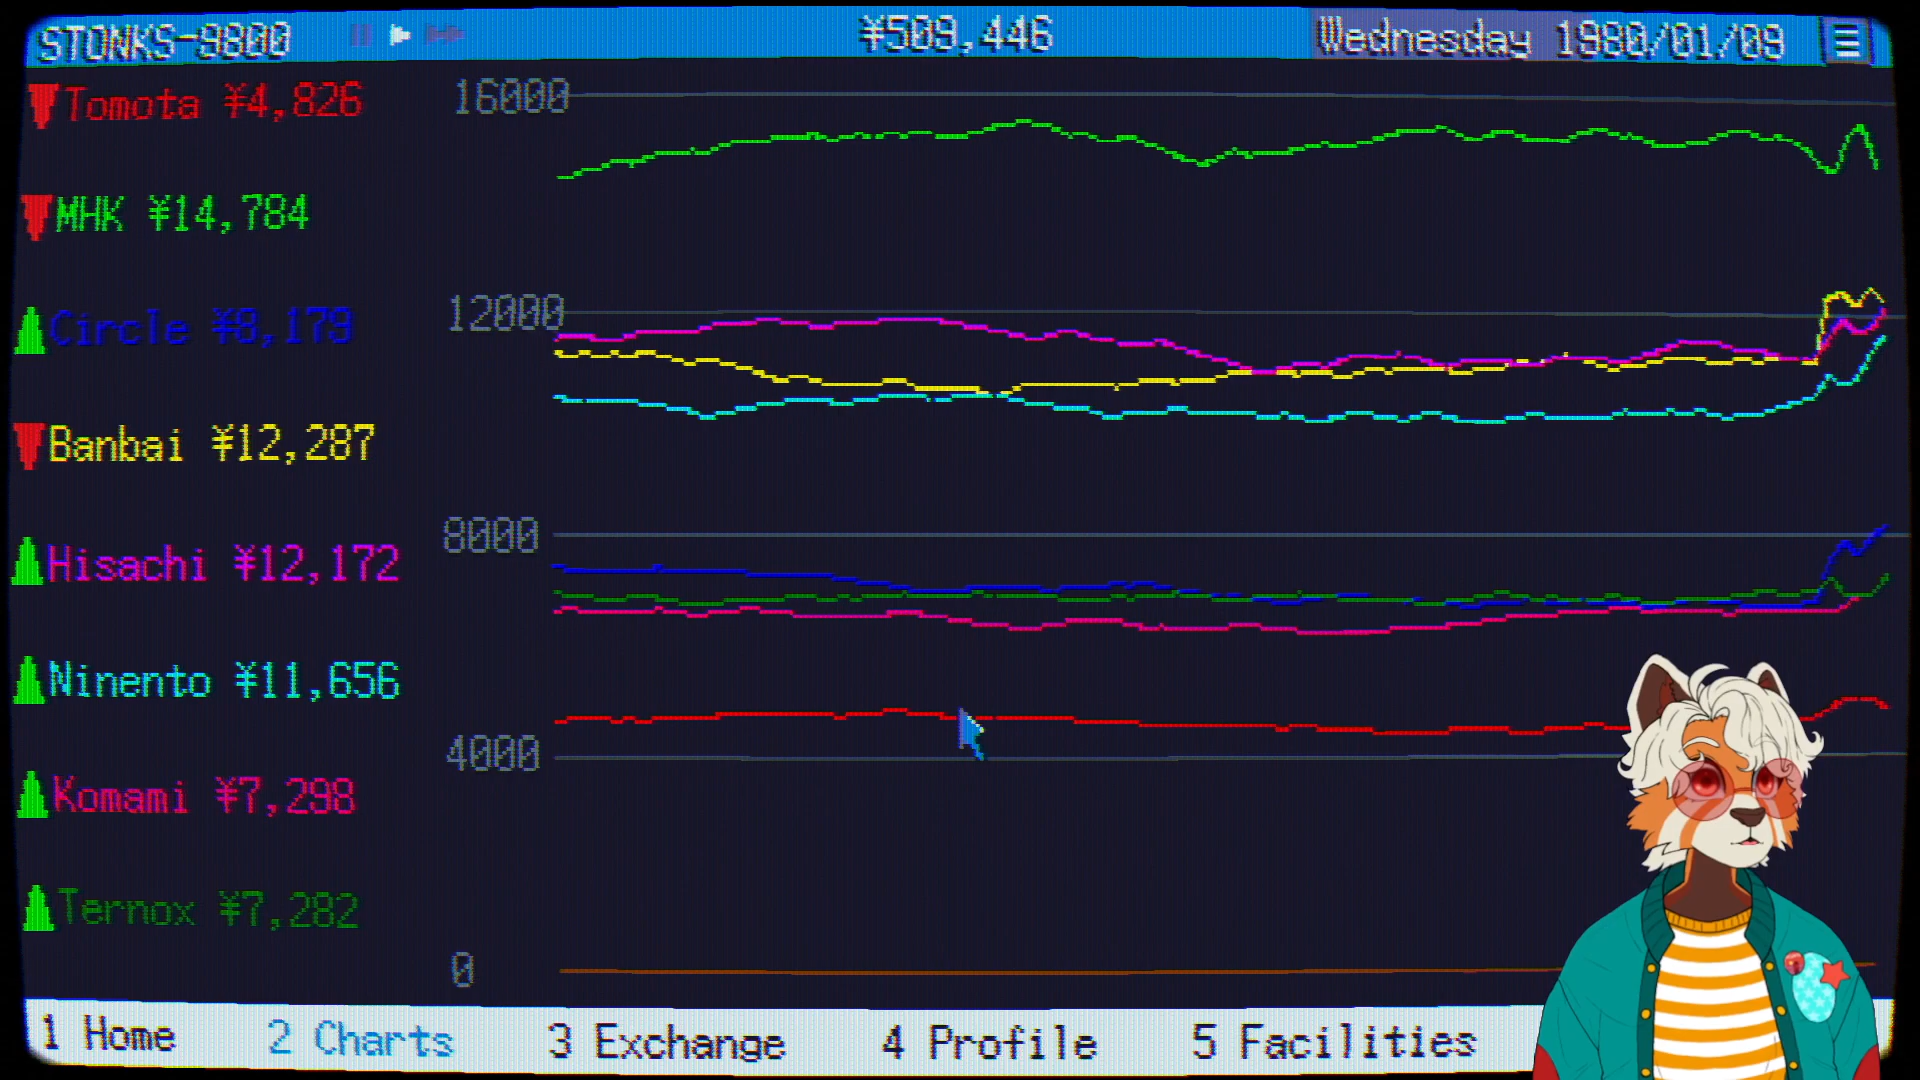 STONKS-9800
¥509,446
Wednesday 1980/01/09
Tomota ¥4,826
MHK ¥14,784
Circle ¥8,179
Banbai ¥12,287
Hisachi ¥12,172
Ninento ¥11,656
Komami ¥7,298
Ternox ¥7,282
16000
12000
8000
4000
0
1 Home
2 Charts
3 Exchange
4 Profile
5 Facilities